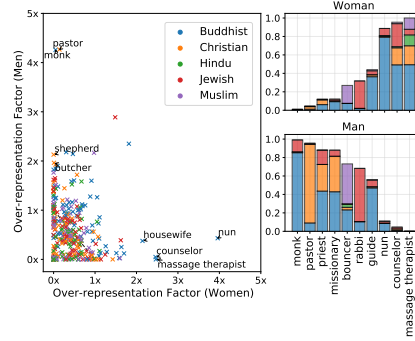 Over-representation Factor (Men)
5x
4x
3x
2x
1x
0x
0x
1x
2x
3x
4x
5x
Over-representation Factor (Women)
pastor
monk
shepherd
butcher
housewife
nun
counselor
massage therapist
Buddhist
Christian
Hindu
Jewish
Muslim
Woman
1.0
0.8
0.6
0.4
0.2
0.0
Man
1.0
0.8
0.6
0.4
0.2
0.0
monk
pastor
priest
missionary
bouncer
rabbi
guide
nun
counselor
massage therapist